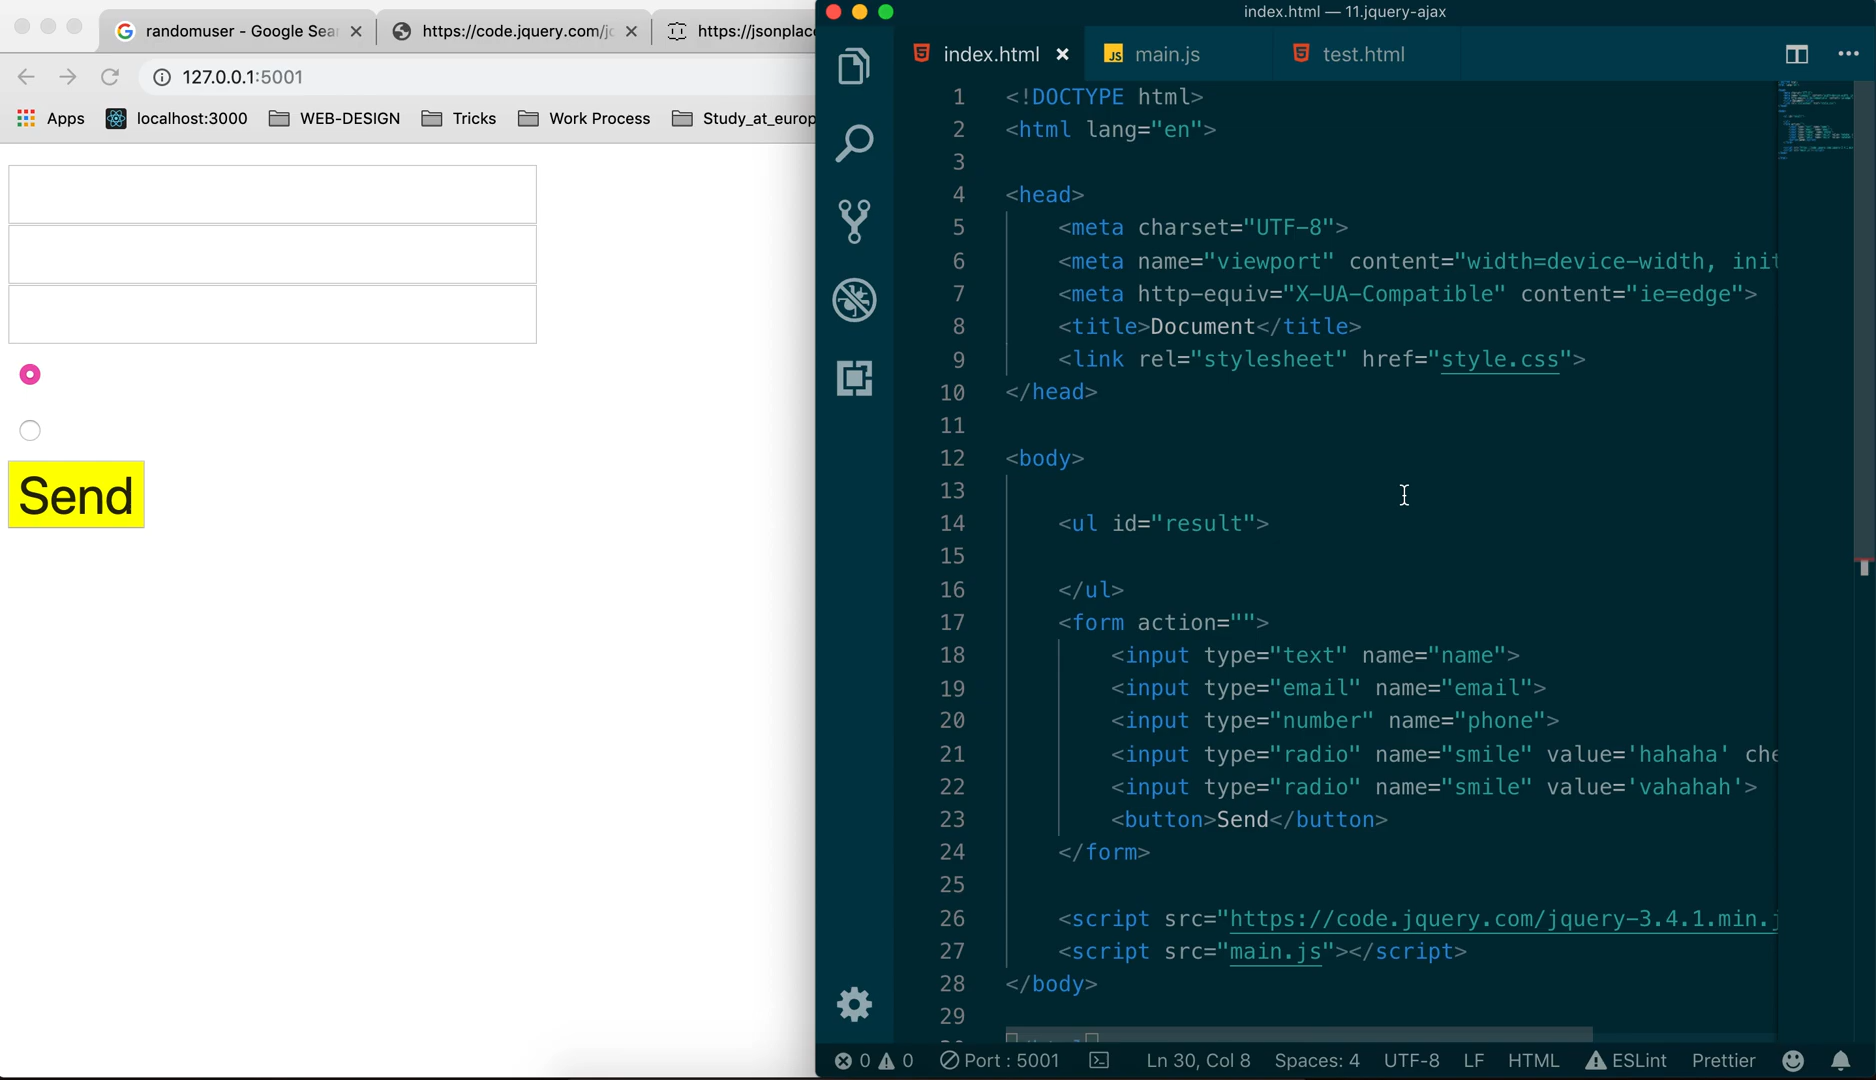 randomuser - Google Sear
https://code.jquery.com/jq
https://jsonplace
127.0.0.1:5001
Apps
localhost:3000
WEB-DESIGN
Tricks
Work Process
Study_at_europ
Send
index.html — 11.jquery-ajax
index.html
JS main.js
test.html
1 <!DOCTYPE html>
2 <html lang="en">
3
4 <head>
5 <meta charset="UTF-8">
6 <meta name="viewport" content="width=device-width, init
7 <meta http-equiv="X-UA-Compatible" content="ie=edge">
8 <title>Document</title>
9 <link rel="stylesheet" href="style.css">
10 </head>
11
12 <body>
13
14 <ul id="result">
15
16 </ul>
17 <form action="">
18 <input type="text" name="name">
19 <input type="email" name="email">
20 <input type="number" name="phone">
21 <input type="radio" name="smile" value='hahaha' che
22 <input type="radio" name="smile" value='vahahah'>
23 <button>Send</button>
24 </form>
25
26 <script src="https://code.jquery.com/jquery-3.4.1.min.j
27 <script src="main.js"></script>
28 </body>
29
0 0 Port : 5001 Ln 30, Col 8 Spaces: 4 UTF-8 LF HTML ESLint Prettier